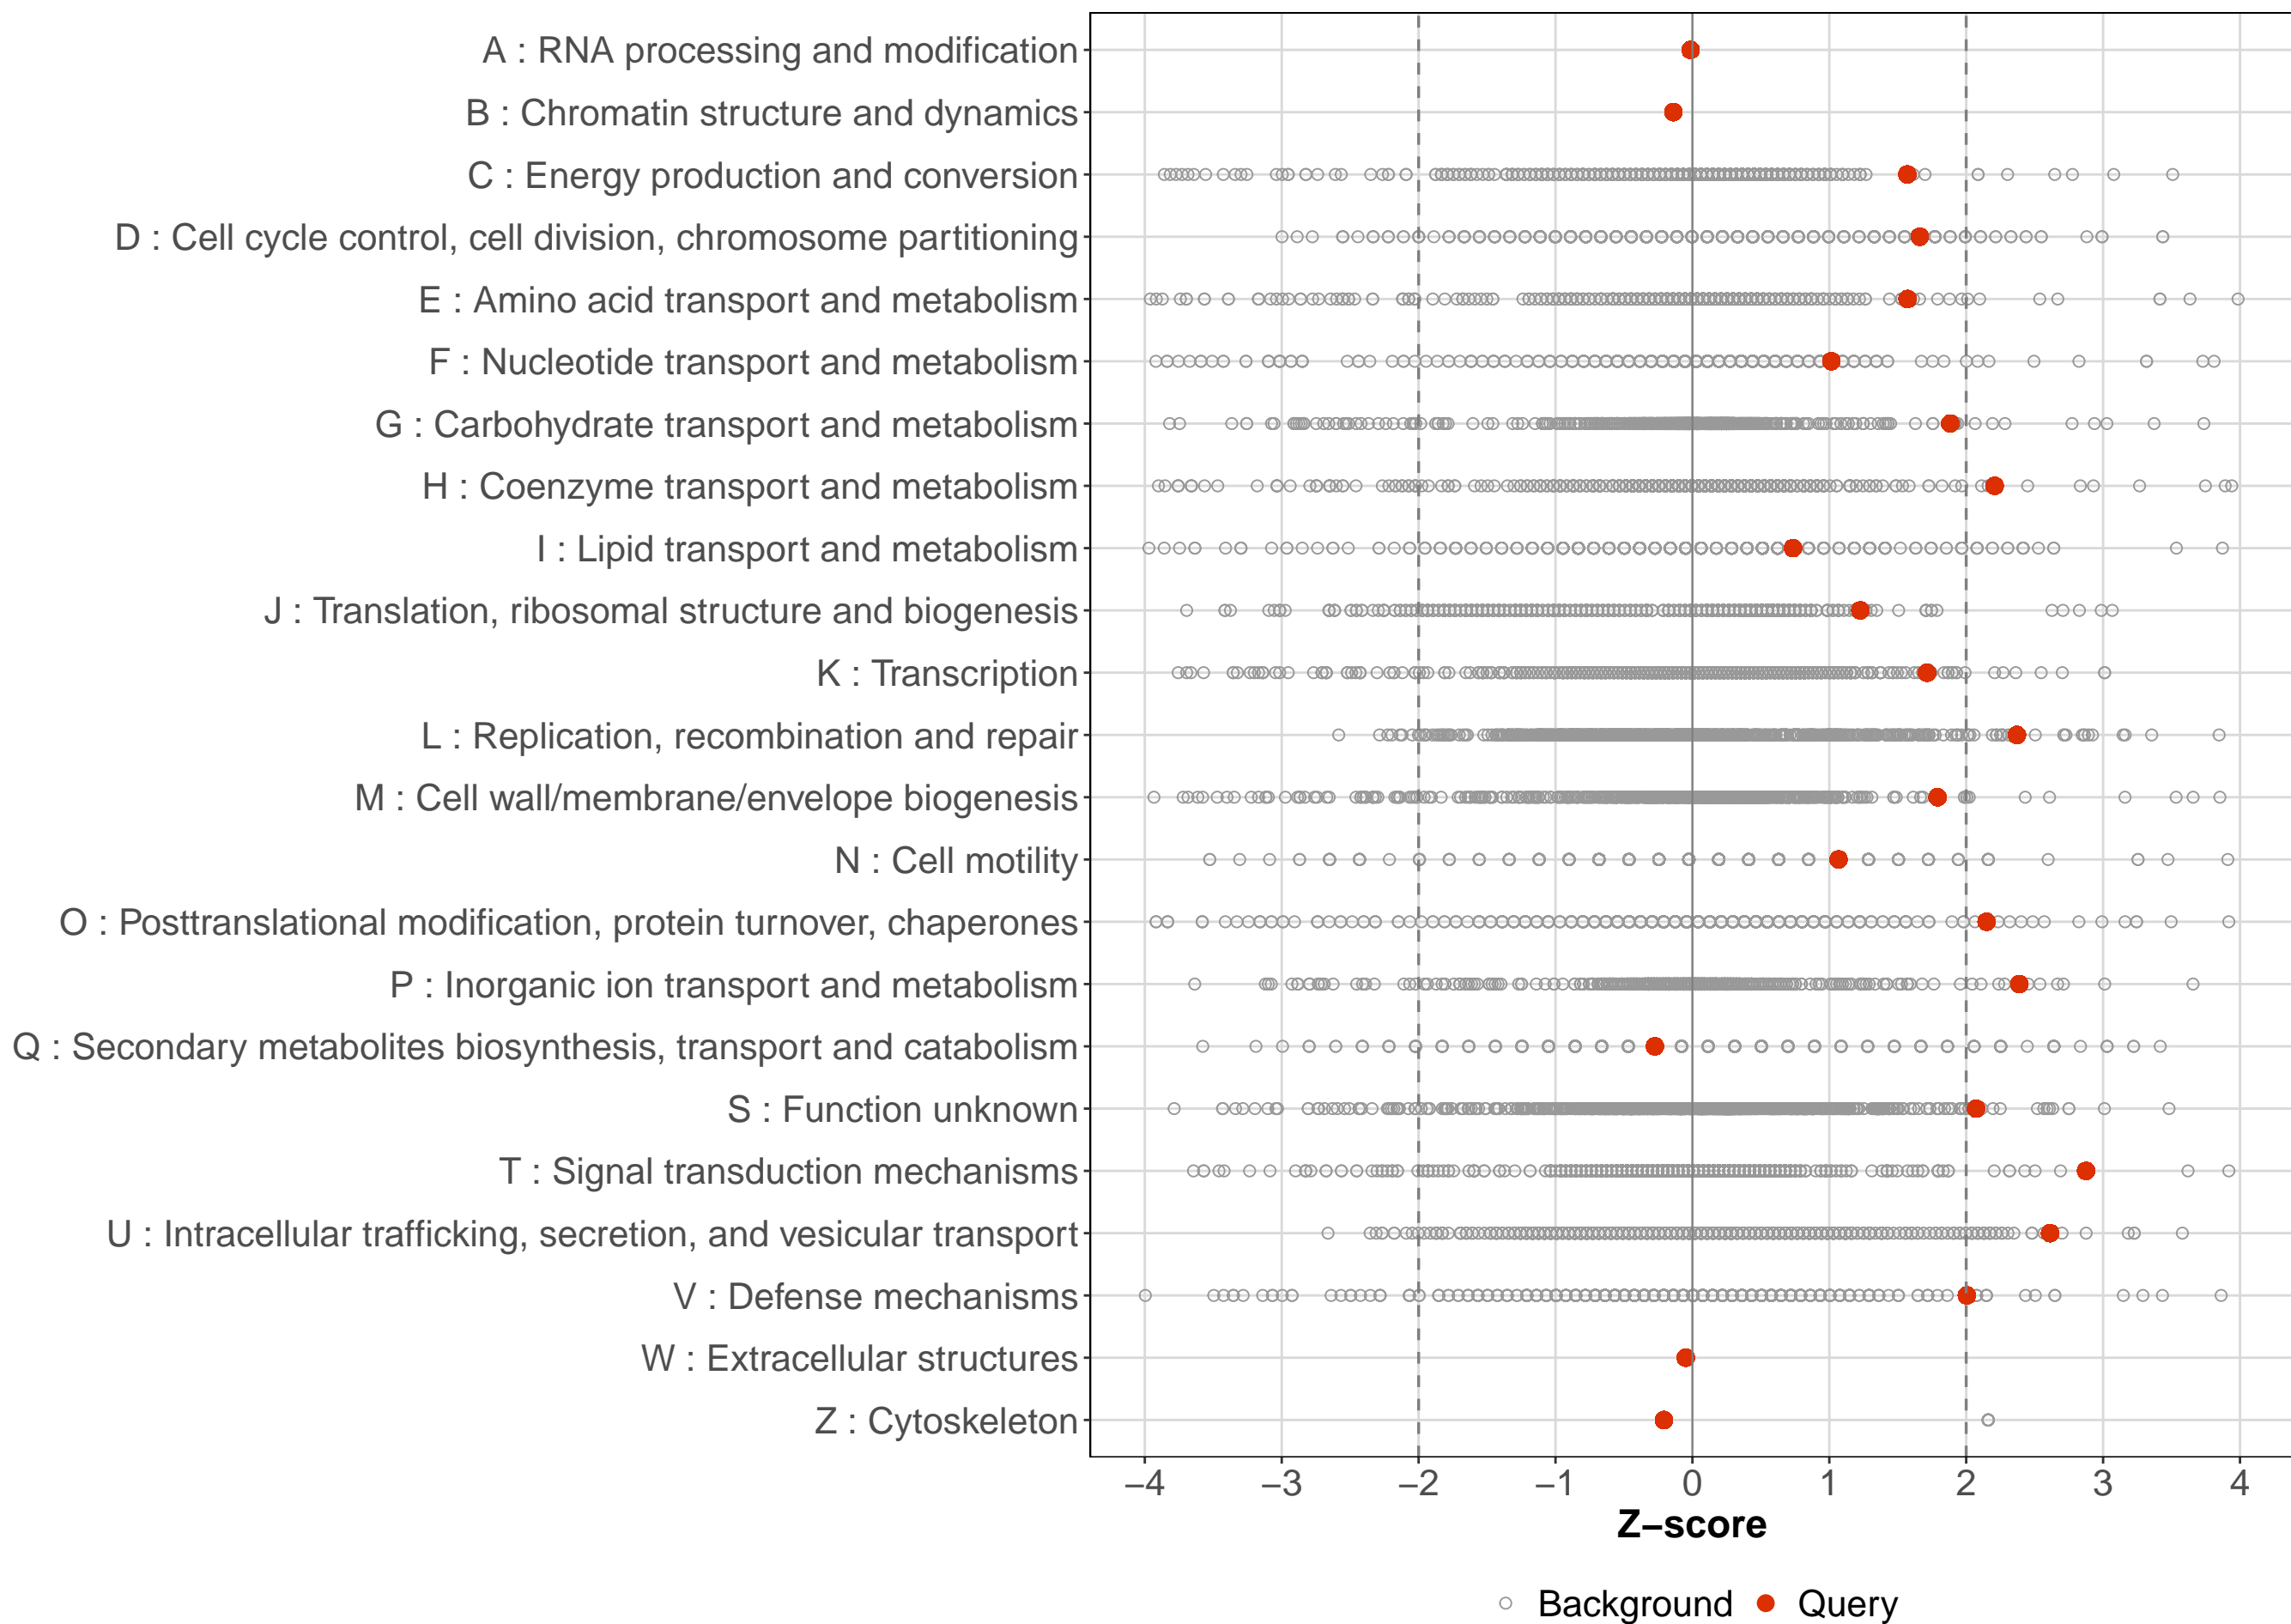 A : RNA processing and modification
B : Chromatin structure and dynamics
C : Energy production and conversion
D : Cell cycle control, cell division, chromosome partitioning
E : Amino acid transport and metabolism
F : Nucleotide transport and metabolism
G : Carbohydrate transport and metabolism
H : Coenzyme transport and metabolism
I : Lipid transport and metabolism
J : Translation, ribosomal structure and biogenesis
K : Transcription
L : Replication, recombination and repair
M : Cell wall/membrane/envelope biogenesis
N : Cell motility
O : Posttranslational modification, protein turnover, chaperones
P : Inorganic ion transport and metabolism
Q : Secondary metabolites biosynthesis, transport and catabolism
S : Function unknown
T : Signal transduction mechanisms
U : Intracellular trafficking, secretion, and vesicular transport
V : Defense mechanisms
W : Extracellular structures
Z : Cytoskeleton
−4 −3 −2 −1 0 1 2 3 4
Z−score
Background Query